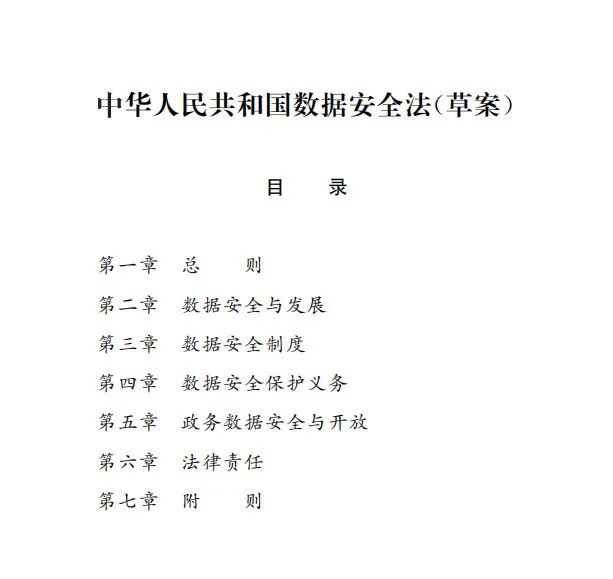 中华人民共和国数据安全法(草案)
目 录
第一章 总 则
第二章 数据安全与发展
第三章 数据安全制度
第四章 数据安全保护义务
第五章 政务数据安全与开放
第六章 法律责任
第七章 附 则